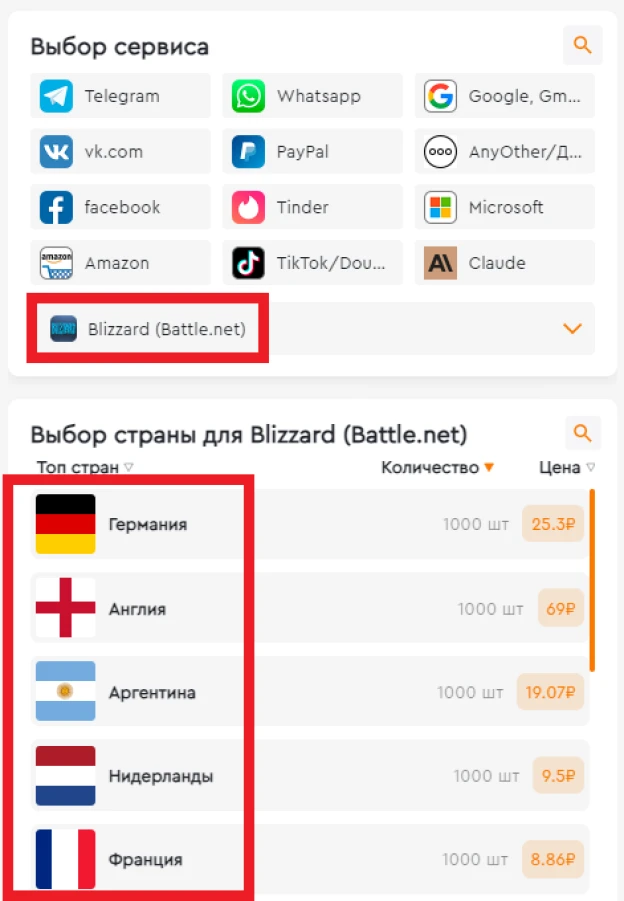 Выбор сервиса
Telegram Whatsapp Google, Gm...
vk.com PayPal AnyOther/Д...
facebook Tinder Microsoft
amazon Amazon TikTok/Dou... Claude
Blizzard (Battle.net)
Выбор страны для Blizzard (Battle.net)
Топ стран Количество Цена
Германия 1000 шт 25.3₽
Англия 1000 шт 69₽
Аргентина 1000 шт 19.07₽
Нидерланды 1000 шт 9.5₽
Франция 1000 шт 8.86₽